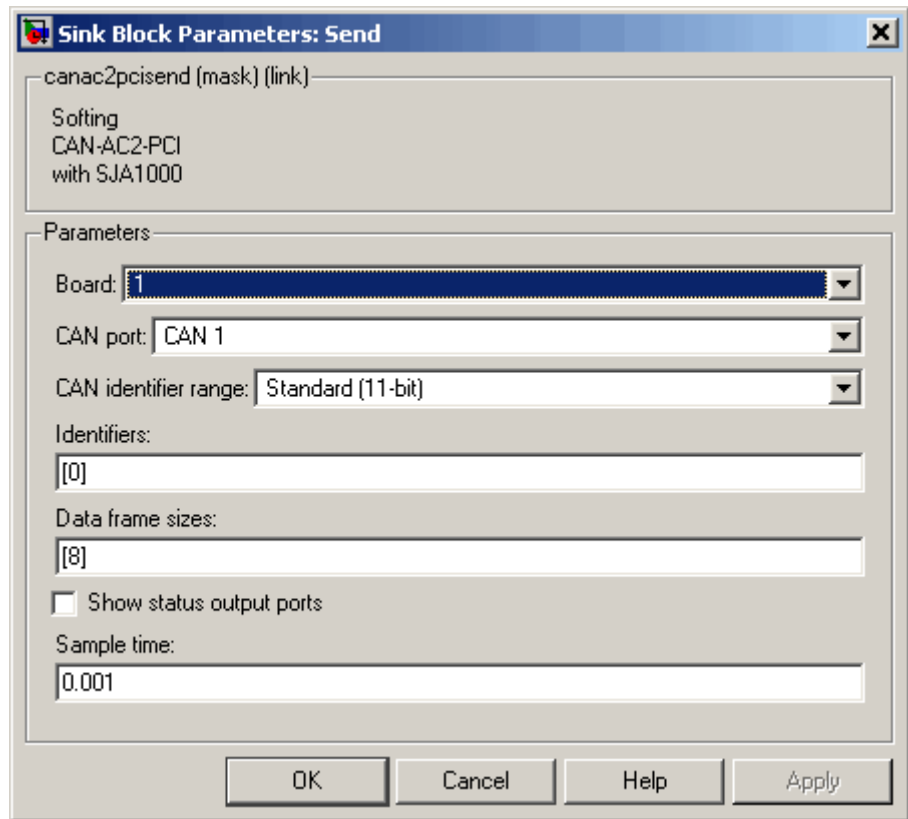 Sink Block Parameters: Send
canac2pcisend (mask) (link)
Softing
CAN-AC2-PCI
with SJA1000
Parameters
Board: 1
CAN port: CAN 1
CAN identifier range: Standard (11-bit)
Identifiers:
[0]
Data frame sizes:
[8]
Show status output ports
Sample time:
0.001
OK Cancel Help Apply